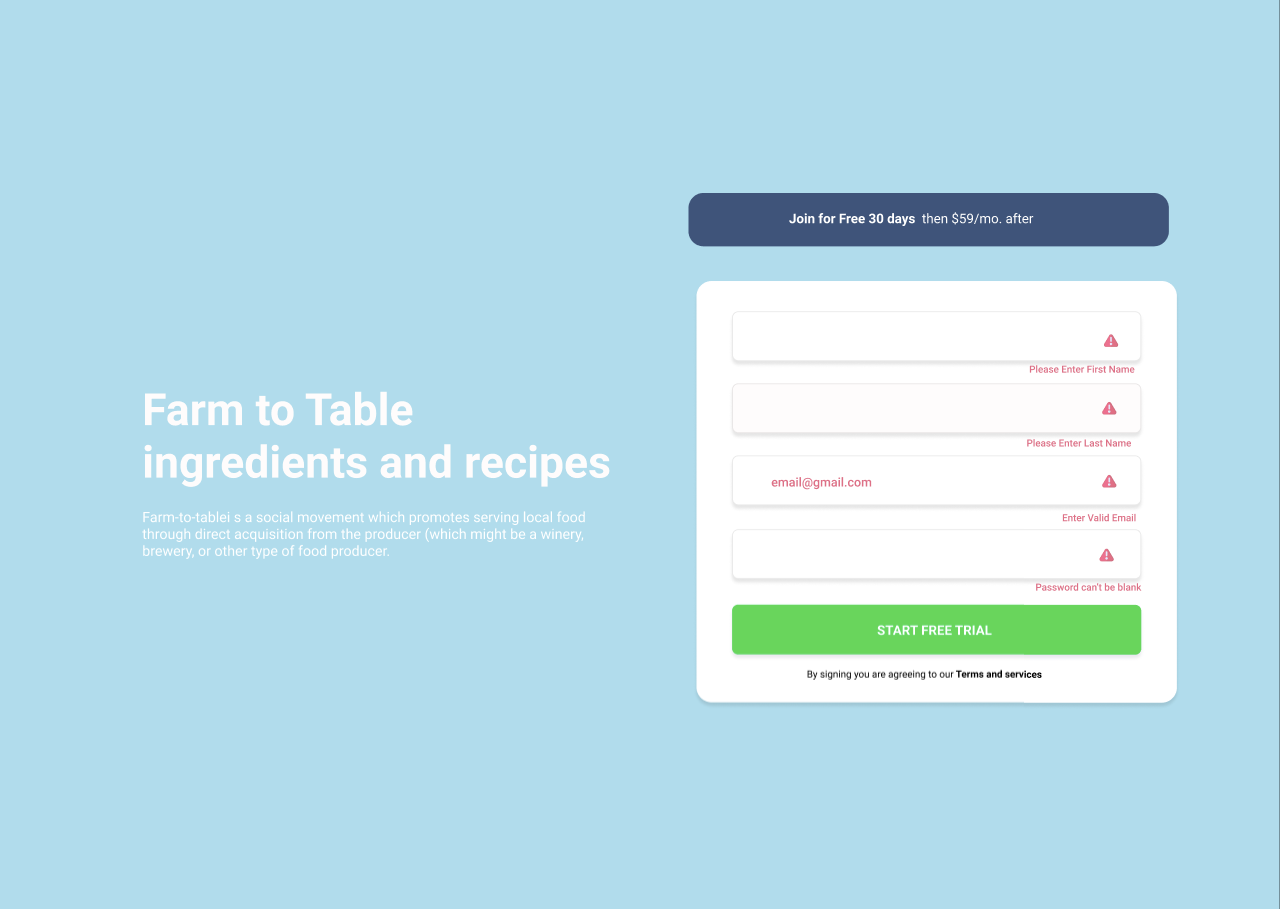 Farm to Table
ingredients and recipes
Farm-to-tablei s a social movement which promotes serving local food
through direct acquisition from the producer (which might be a winery,
brewery, or other type of food producer.
Join for Free 30 days then $59/mo. after
Please Enter First Name
Please Enter Last Name
email@gmail.com
Enter Valid Email
Password can't be blank
START FREE TRIAL
By signing you are agreeing to our Terms and services